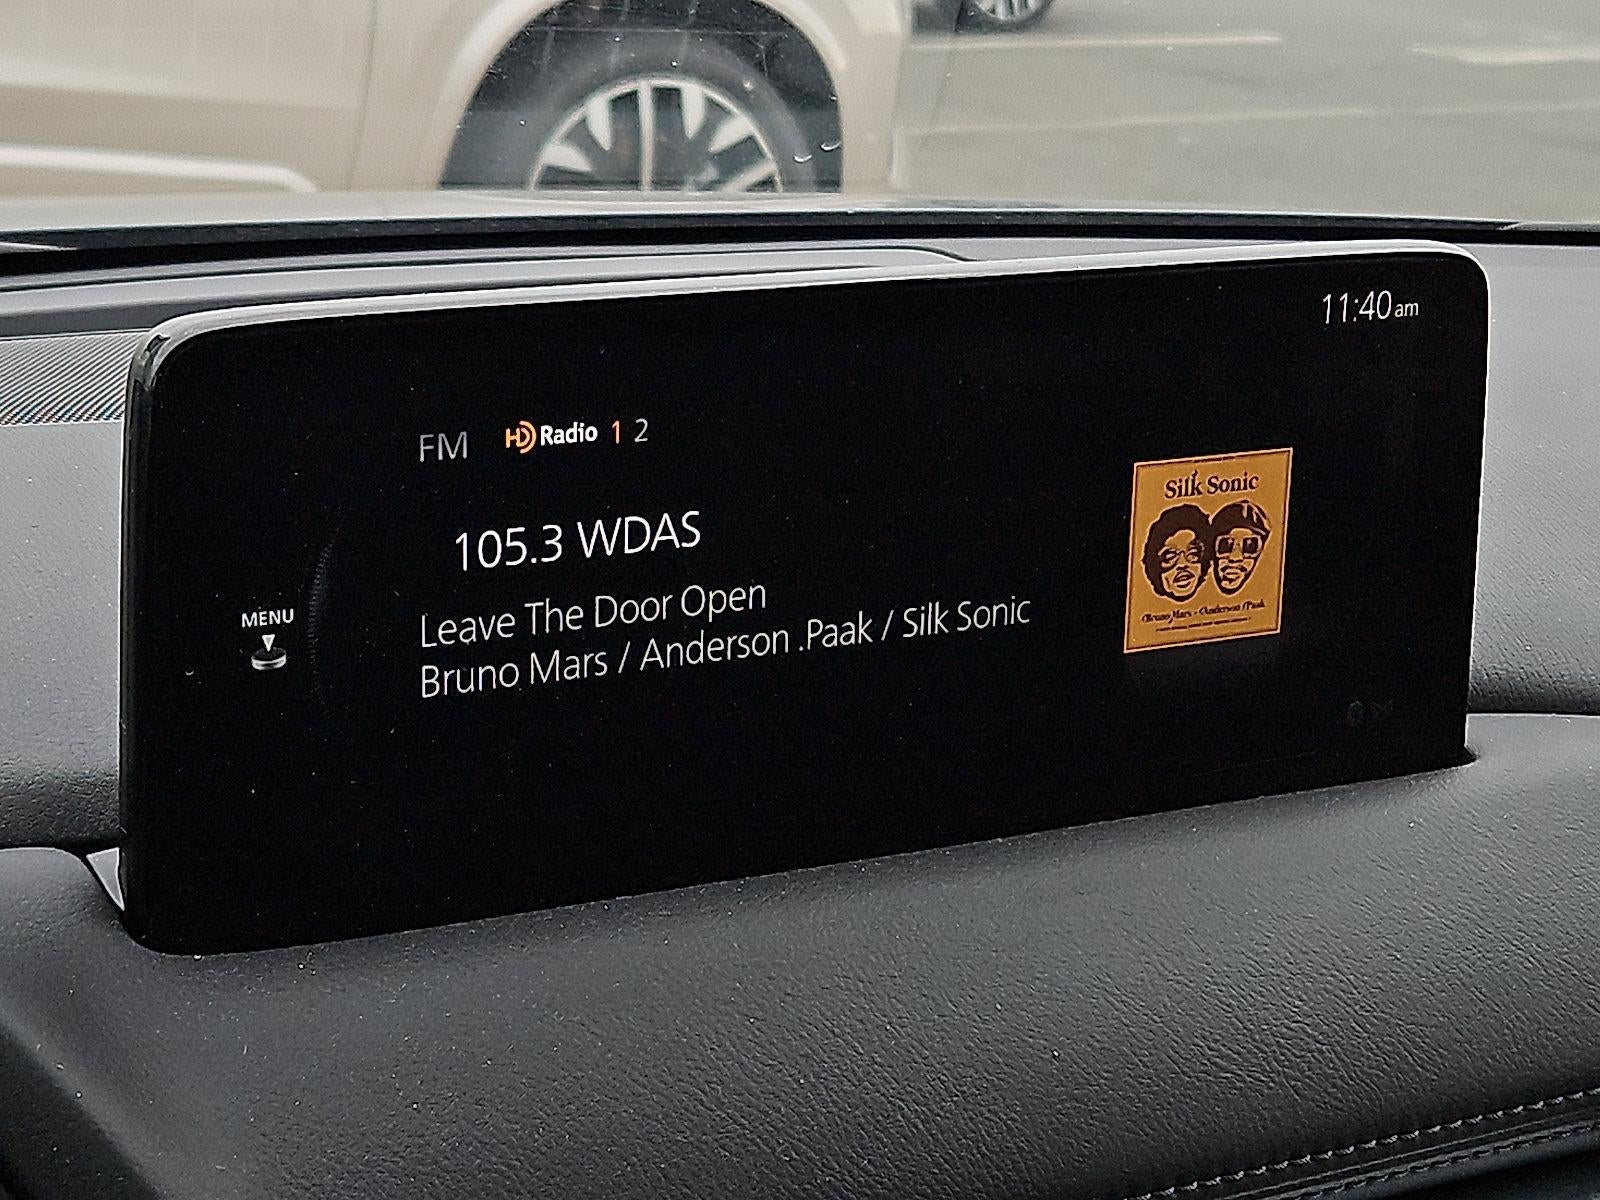 11:40am
FM HD Radio 1 2
105.3 WDAS
Leave The Door Open
Bruno Mars / Anderson .Paak / Silk Sonic
MENU
Silk Sonic
Bruno Mars - Anderson .Paak